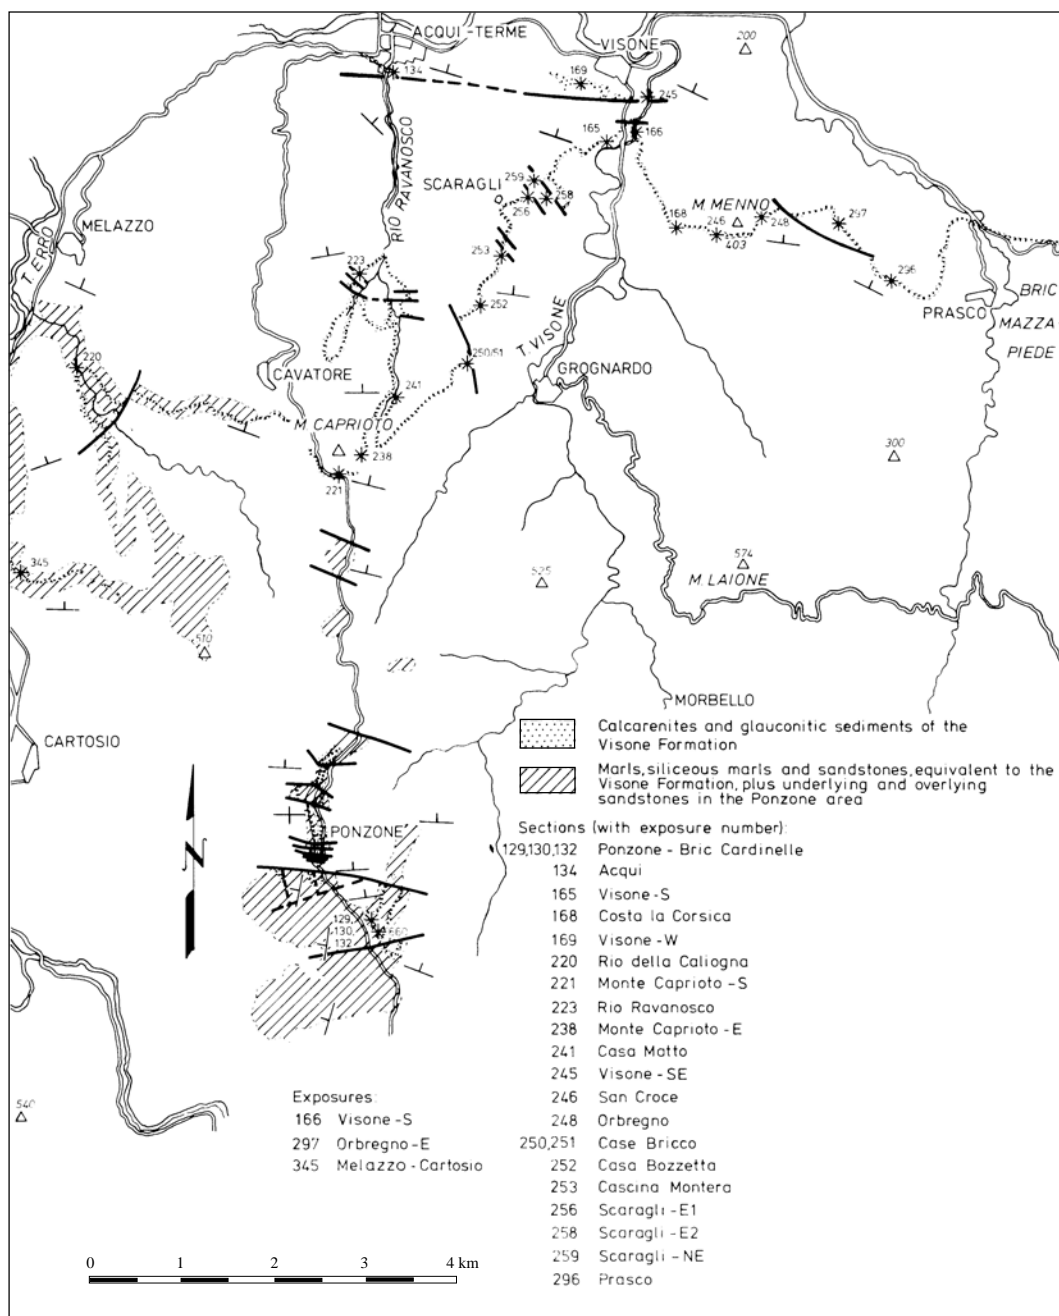 ACQUI-TERME
VISONE
200
134
169
245
165
166
RIO RAVANOSCO
SCARAGLI
259
258
256
MELAZZO
T. ERRO
M. MENNO
168
246
403
248
297
223
253
296
BRIC
MAZZA
PIEDE
PRASCO
252
T. VISONE
220
250/51
GROGNARDO
CAVATORE
241
M. CAPRIOTO
238
221
300
345
574
525
M. LAIONE
510
MORBELLO
CARTOSIO
Calcarenites and glauconitic sediments of the
Visone Formation
Marls, siliceous marls and sandstones, equivalent to the
Visone Formation, plus underlying and overlying
sandstones in the Ponzone area
PONZONE
129,
130,
132
660
N
540
Sections (with exposure number):
129,130,132 Ponzone - Bric Cardinelle
134 Acqui
165 Visone-S
168 Costa la Corsica
169 Visone-W
220 Rio della Caliogna
221 Monte Caprioto -S
223 Rio Ravanosco
238 Monte Caprioto-E
241 Casa Matto
245 Visone-SE
246 San Croce
248 Orbregno
250,251 Case Bricco
252 Casa Bozzetta
253 Cascina Montera
256 Scaragli-E1
258 Scaragli-E2
259 Scaragli-NE
296 Prasco
Exposures:
166 Visone-S
297 Orbregno-E
345 Melazzo-Cartosio
0 1 2 3 4 km